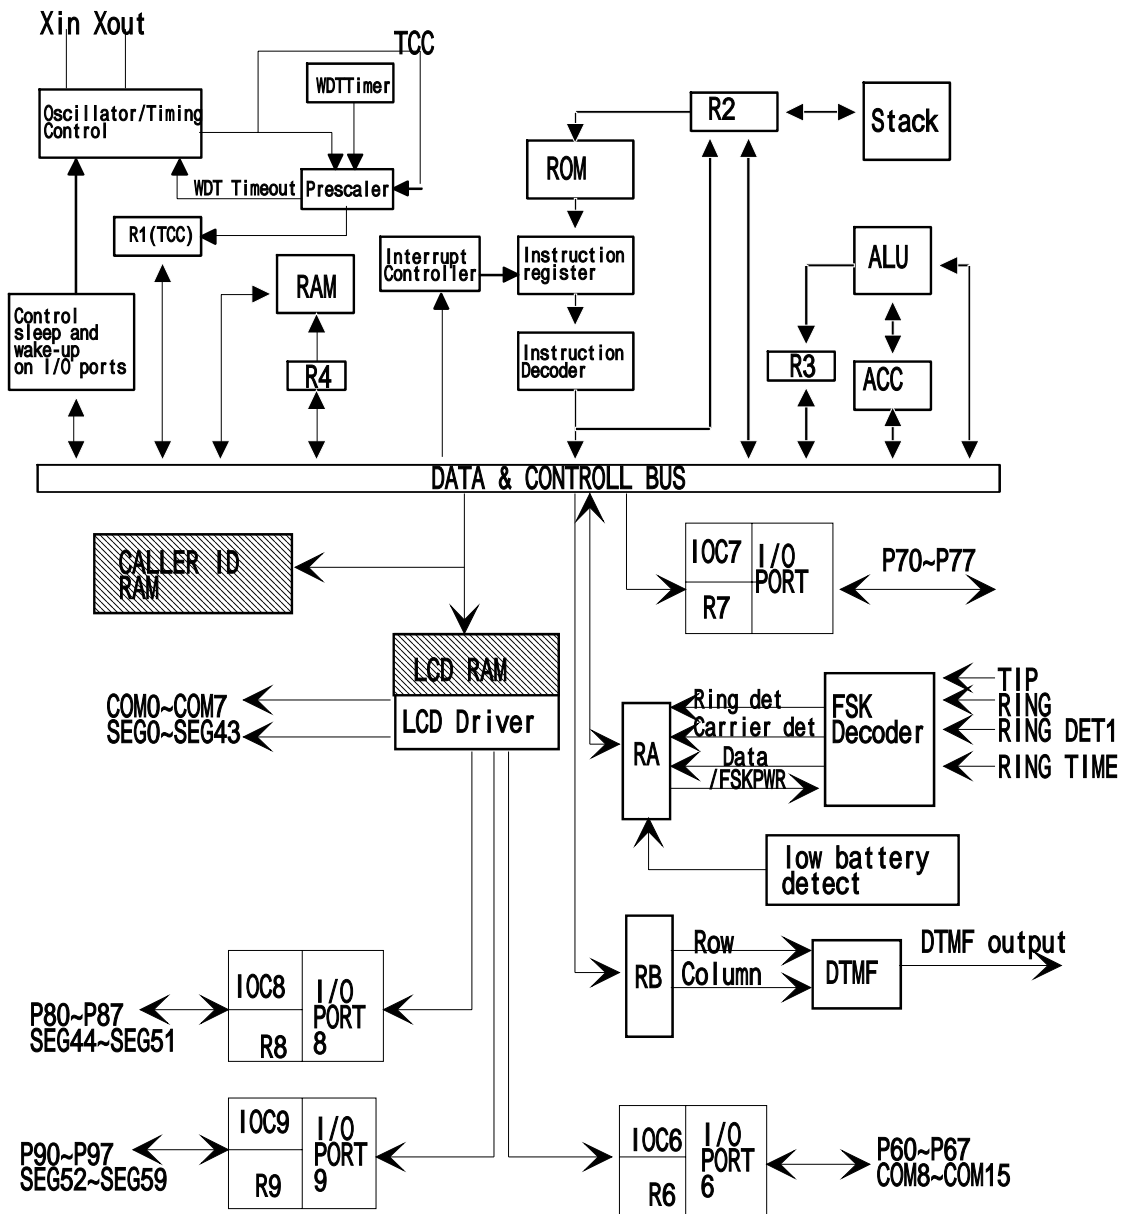 Xin Xout
TCC
WDTTimer
Oscillator/Timing
Control
R2
Stack
ROM
WDT Timeout
Prescaler
R1(TCC)
Interrupt
Controller
Instruction
register
ALU
RAM
Control
sleep and
wake-up
on I/O ports
Instruction
Decoder
R4
R3
ACC
DATA & CONTROLL BUS
CALLER ID
RAM
IOC7
R7
I/O
PORT
P70~P77
LCD RAM
LCD Driver
COM0~COM7
SEG0~SEG43
RA
Ring det
Carrier det
Data
/FSKPWR
FSK
Decoder
TIP
RING
RING DET1
RING TIME
low battery
detect
RB
Row
Column
DTMF
DTMF output
P80~P87
SEG44~SEG51
IOC8
R8
I/O
PORT
8
P90~P97
SEG52~SEG59
IOC9
R9
I/O
PORT
9
IOC6
R6
I/O
PORT
6
P60~P67
COM8~COM15